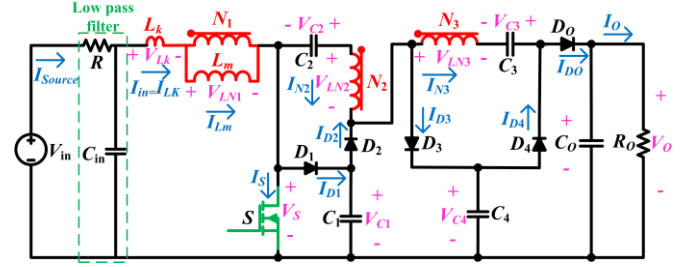 Low pass
filter
R
I_Source
V_in
C_in
L_k
+ V_Lk -
I_in=I_LK
N_1
L_m
+ V_LN1 -
I_Lm
- V_C2 +
C_2
I_N2
+
V_LN2
-
N_2
I_D2
D_2
D_1
I_D1
I_S
S
+
V_S
-
C_1
+
V_C1
-
N_3
+ V_LN3 -
I_N3
- V_C3 +
C_3
I_D3
D_3
I_D4
D_4
+
V_C4
-
C_4
D_O
I_DO
I_O
+
C_O
-
R_O
+
V_O
-